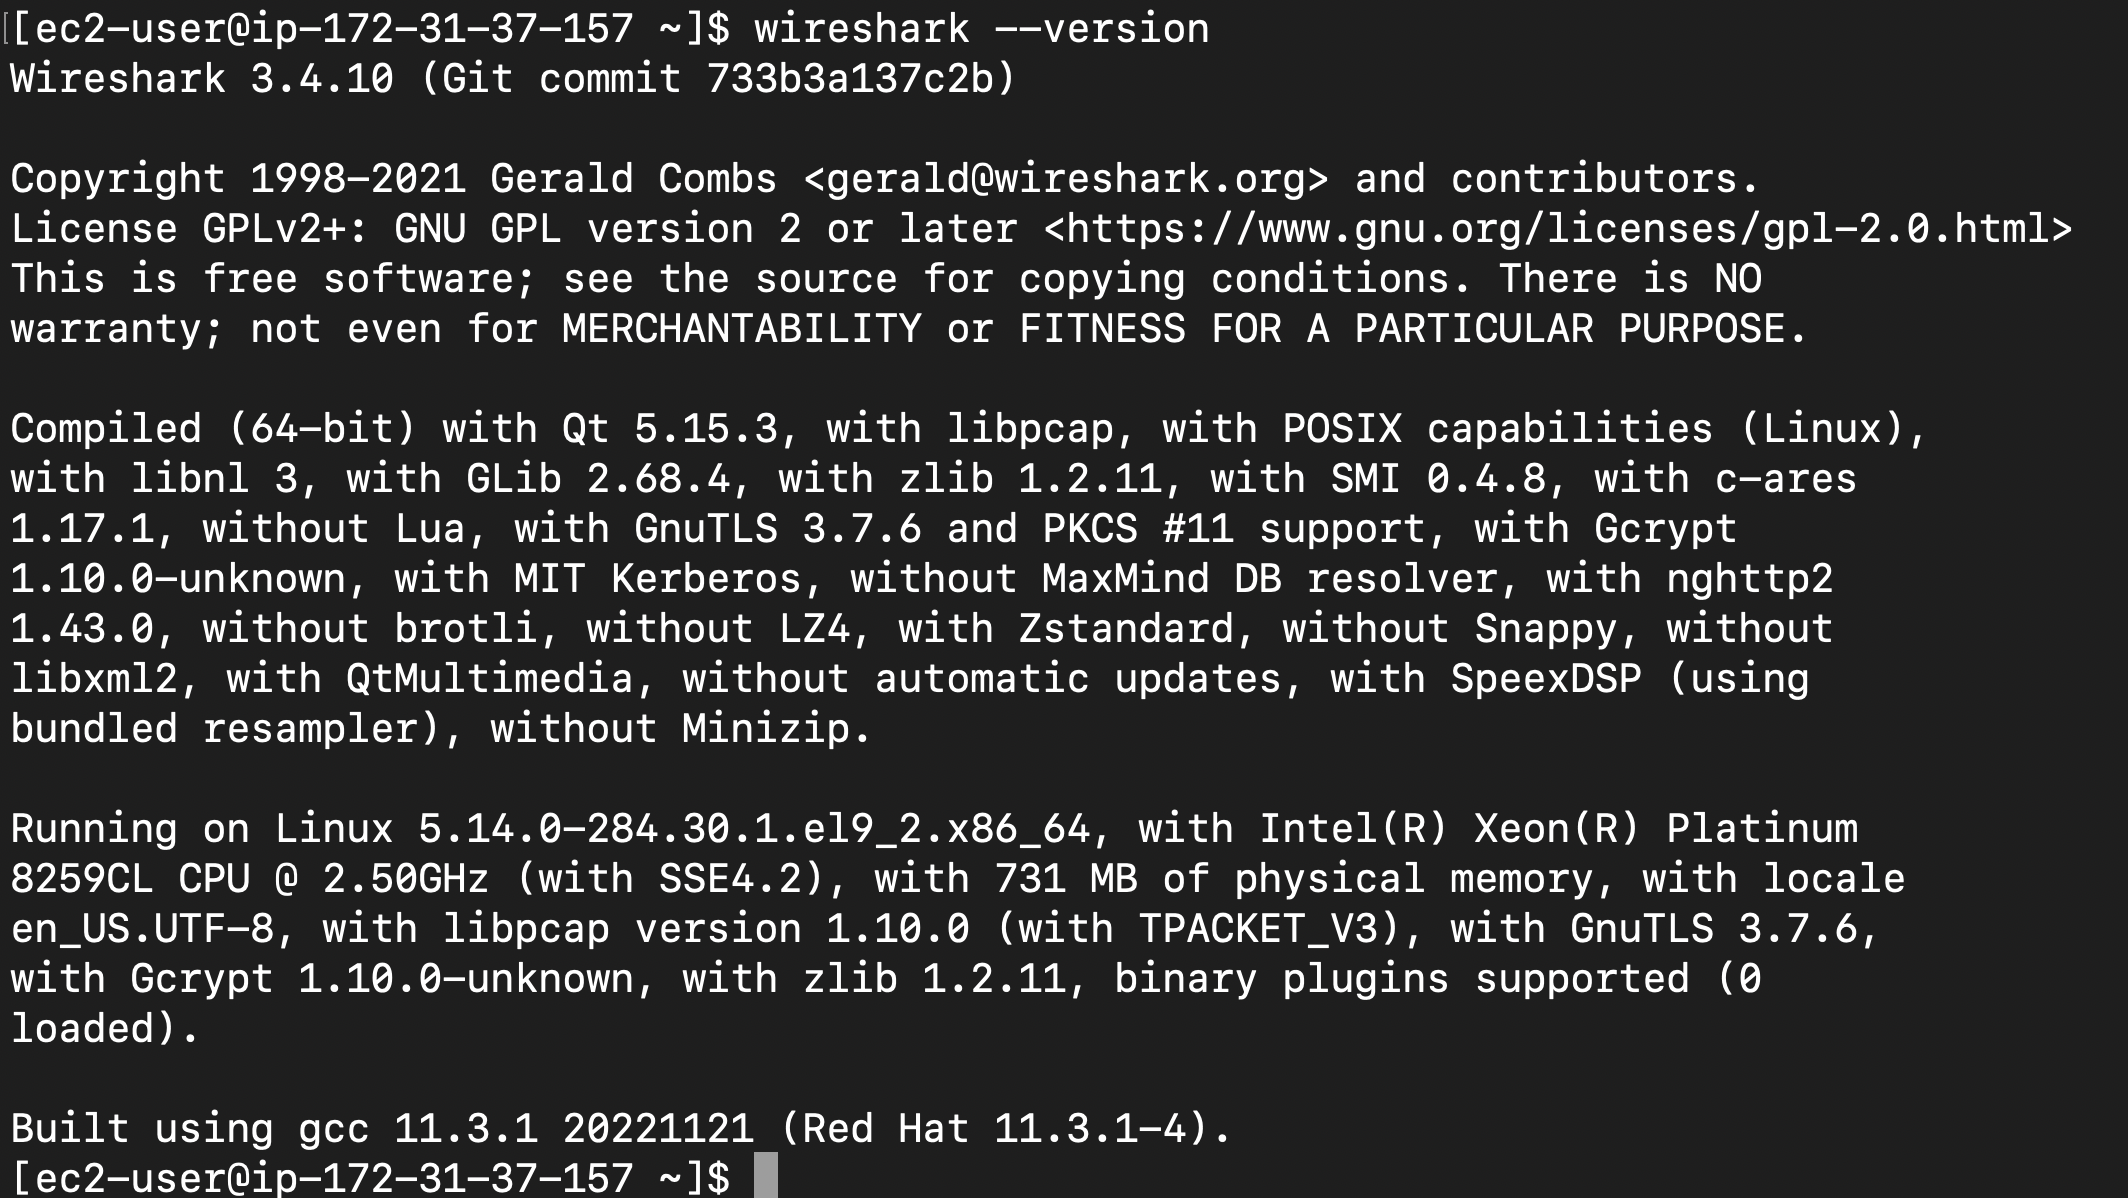 [ec2-user@ip-172-31-37-157 ~]$ wireshark --version
Wireshark 3.4.10 (Git commit 733b3a137c2b)
Copyright 1998-2021 Gerald Combs <gerald@wireshark.org> and contributors.
License GPLv2+: GNU GPL version 2 or later <https://www.gnu.org/licenses/gpl-2.0.html>
This is free software; see the source for copying conditions. There is NO
warranty; not even for MERCHANTABILITY or FITNESS FOR A PARTICULAR PURPOSE.
Compiled (64-bit) with Qt 5.15.3, with libpcap, with POSIX capabilities (Linux),
with libnl 3, with GLib 2.68.4, with zlib 1.2.11, with SMI 0.4.8, with c-ares
1.17.1, without Lua, with GnuTLS 3.7.6 and PKCS #11 support, with Gcrypt
1.10.0-unknown, with MIT Kerberos, without MaxMind DB resolver, with nghttp2
1.43.0, without brotli, without LZ4, with Zstandard, without Snappy, without
libxml2, with QtMultimedia, without automatic updates, with SpeexDSP (using
bundled resampler), without Minizip.
Running on Linux 5.14.0-284.30.1.el9_2.x86_64, with Intel(R) Xeon(R) Platinum
8259CL CPU @ 2.50GHz (with SSE4.2), with 731 MB of physical memory, with locale
en_US.UTF-8, with libpcap version 1.10.0 (with TPACKET_V3), with GnuTLS 3.7.6,
with Gcrypt 1.10.0-unknown, with zlib 1.2.11, binary plugins supported (0
loaded).
Built using gcc 11.3.1 20221121 (Red Hat 11.3.1-4).
[ec2-user@ip-172-31-37-157 ~]$